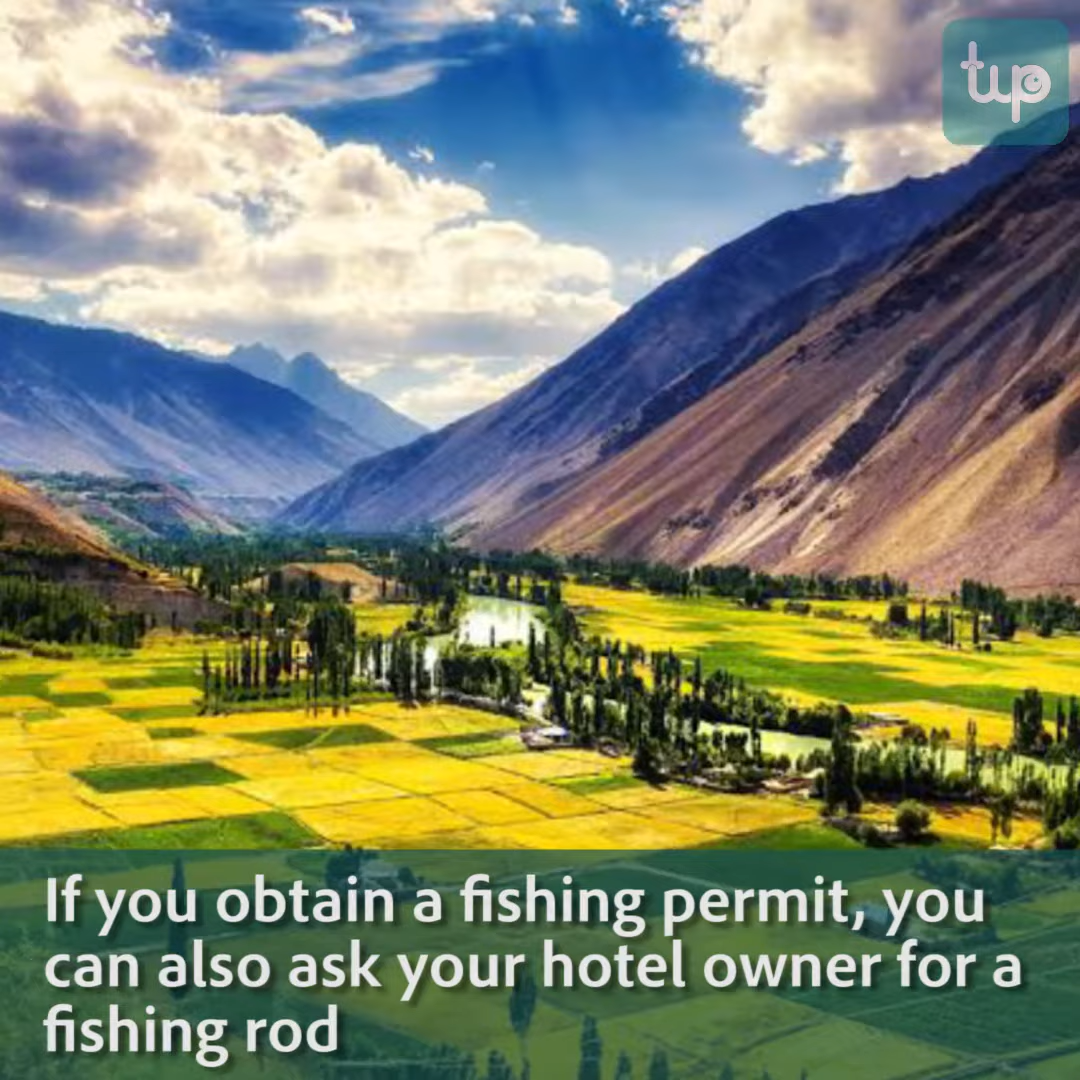 tup
If you obtain a fishing permit, you
can also ask your hotel owner for a
fishing rod